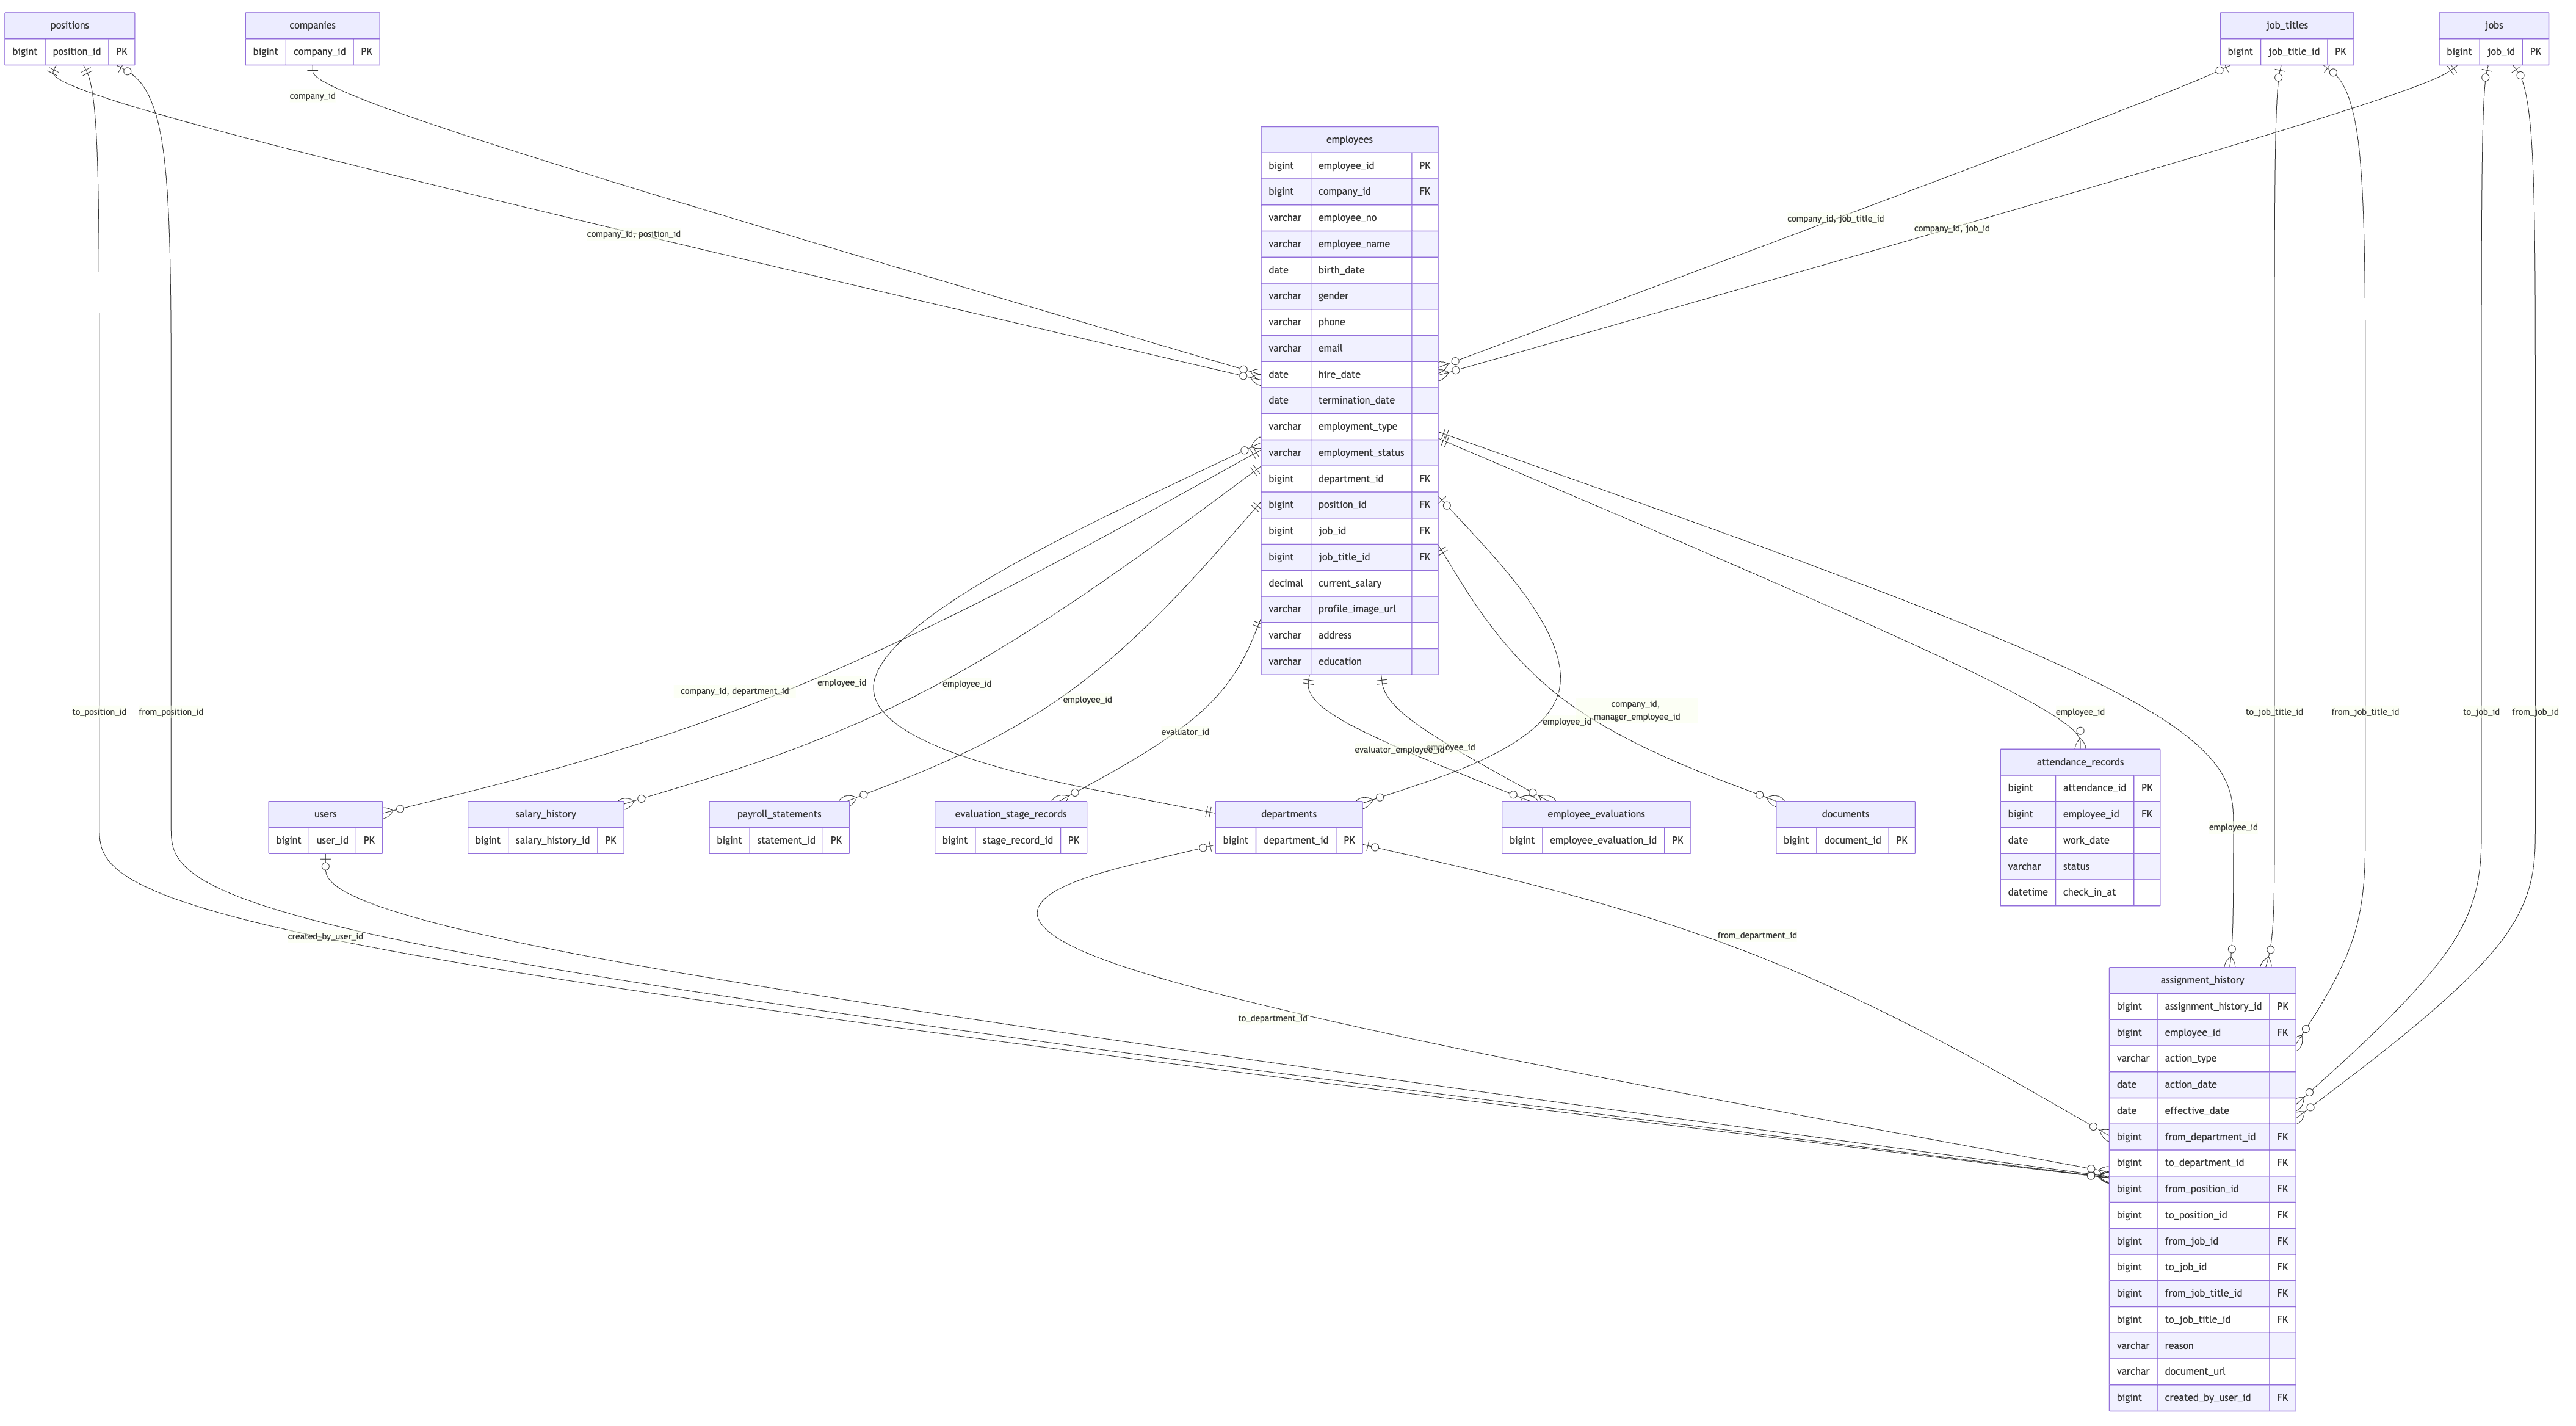 positions
bigint position_id PK
companies
bigint company_id PK
job_titles
bigint job_title_id PK
jobs
bigint job_id PK
company_id
employees
bigint employee_id PK
bigint company_id FK
varchar employee_no
varchar employee_name
date birth_date
varchar gender
varchar phone
varchar email
date hire_date
date termination_date
varchar employment_type
varchar employment_status
bigint department_id FK
bigint position_id FK
bigint job_id FK
bigint job_title_id FK
decimal current_salary
varchar profile_image_url
varchar address
varchar education
company_id, position_id
company_id, job_title_id
company_id, job_id
to_position_id
from_position_id
company_id, department_id
employee_id
employee_id
employee_id
evaluator_id
evaluator_employee_id
employee_id
employee_id
company_id,
manager_employee_id
employee_id
employee_id
to_job_title_id
from_job_title_id
to_job_id
from_job_id
users
bigint user_id PK
salary_history
bigint salary_history_id PK
payroll_statements
bigint statement_id PK
evaluation_stage_records
bigint stage_record_id PK
departments
bigint department_id PK
employee_evaluations
bigint employee_evaluation_id PK
documents
bigint document_id PK
attendance_records
bigint attendance_id PK
bigint employee_id FK
date work_date
varchar status
datetime check_in_at
created_by_user_id
from_department_id
to_department_id
assignment_history
bigint assignment_history_id PK
bigint employee_id FK
varchar action_type
date action_date
date effective_date
bigint from_department_id FK
bigint to_department_id FK
bigint from_position_id FK
bigint to_position_id FK
bigint from_job_id FK
bigint to_job_id FK
bigint from_job_title_id FK
bigint to_job_title_id FK
varchar reason
varchar document_url
bigint created_by_user_id FK